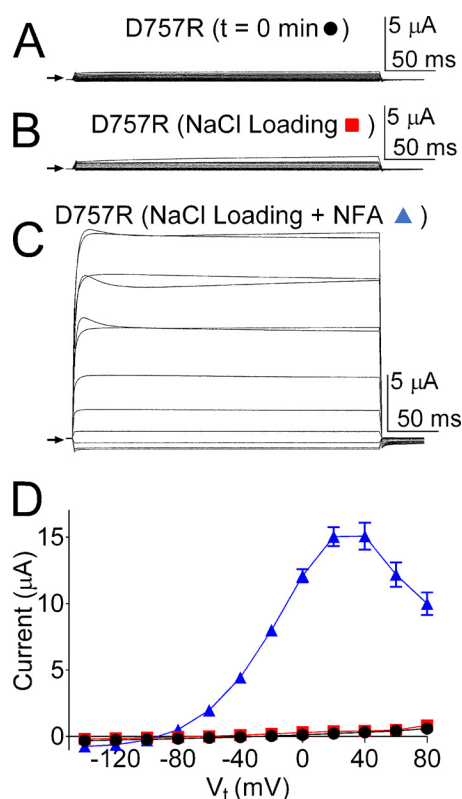 A
D757R (t = 0 min ●)
5 µA
50 ms
B
D757R (NaCl Loading ■ )
5 µA
50 ms
C
D757R (NaCl Loading + NFA ▲ )
5 µA
50 ms
D
Current (µA)
15
10
5
0
-120 -80 -40 0 40 80
Vt (mV)